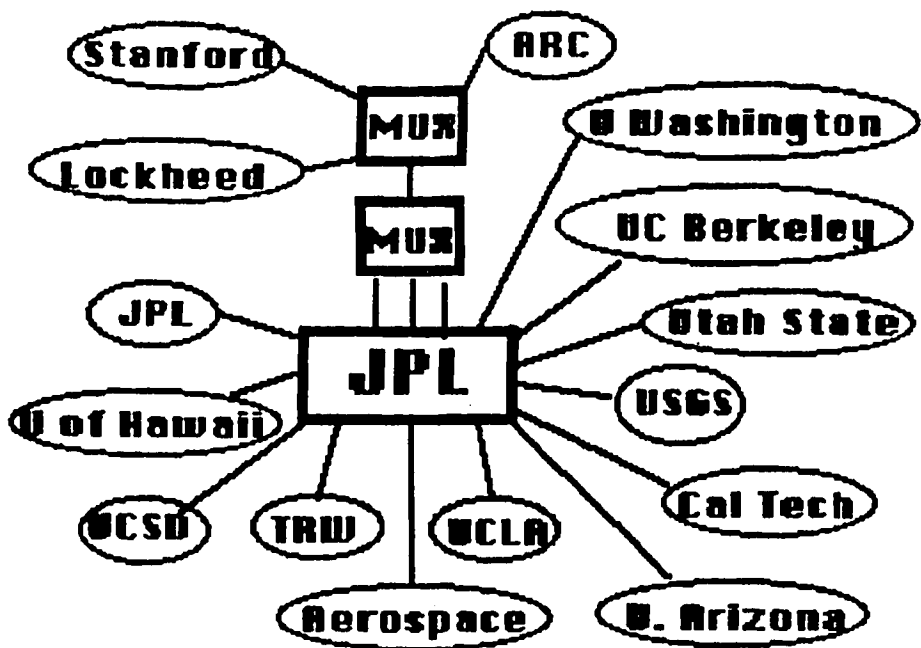 Stanford
ARC
MUX
U Washington
Lockheed
MUX
UC Berkeley
JPL
Utah State
JPL
USGS
U of Hawaii
Cal Tech
UCSD
TRW
UCLA
Aerospace
U. Arizona